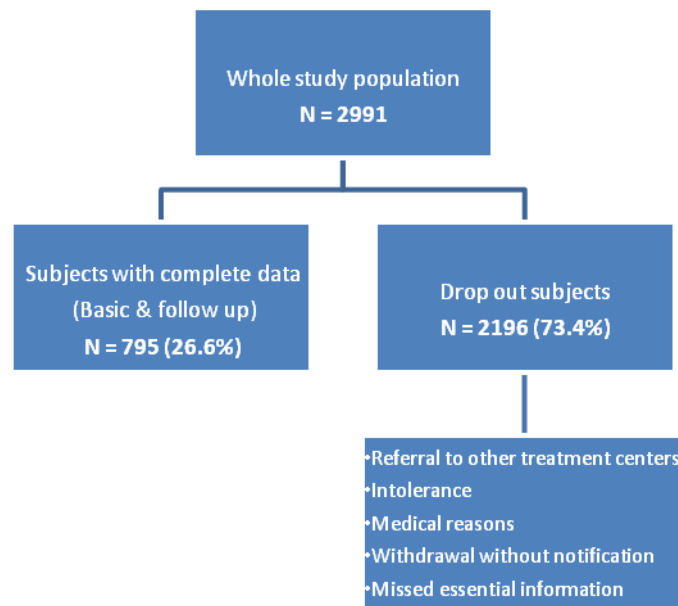 Whole study population
N = 2991
Subjects with complete data
(Basic & follow up)
N = 795 (26.6%)
Drop out subjects
N = 2196 (73.4%)
•Referral to other treatment centers
•Intolerance
•Medical reasons
•Withdrawal without notification
•Missed essential information